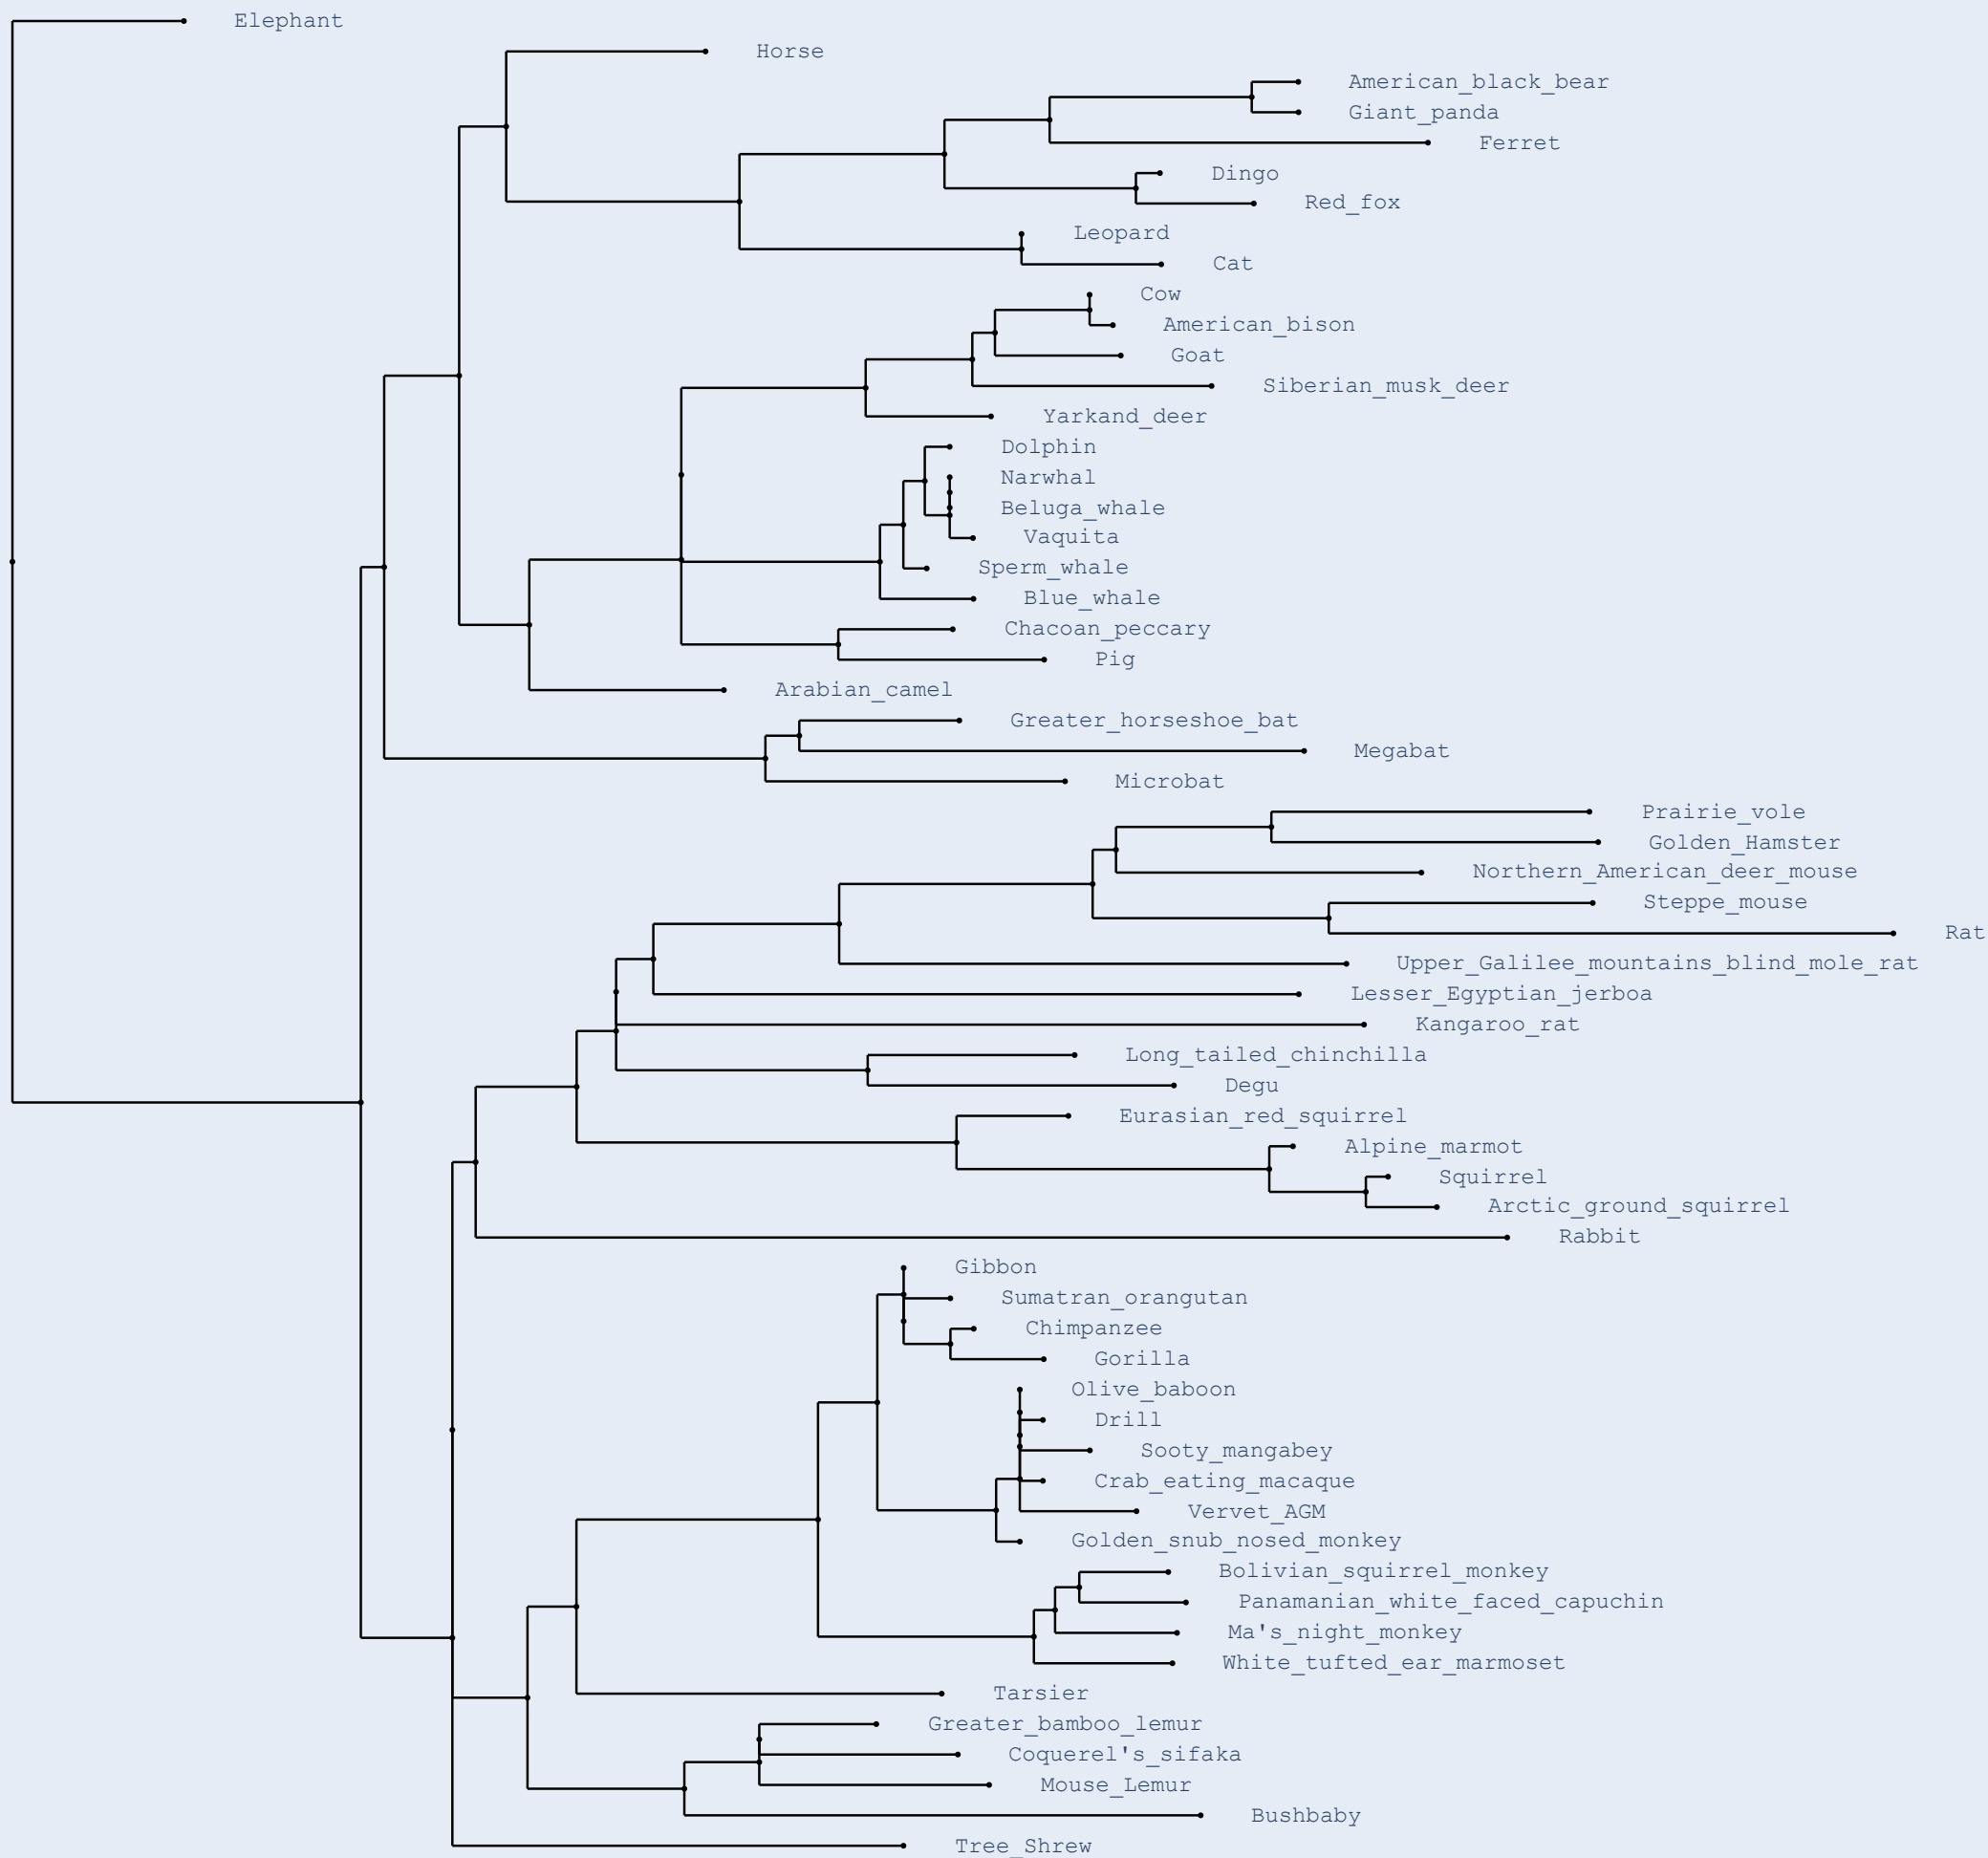 Elephant
Horse
American_black_bear
Giant_panda
Ferret
Dingo
Red_fox
Leopard
Cat
Cow
American_bison
Goat
Siberian_musk_deer
Yarkand_deer
Dolphin
Narwhal
Beluga_whale
Vaquita
Sperm_whale
Blue_whale
Chacoan_peccary
Pig
Arabian_camel
Greater_horseshoe_bat
Megabat
Microbat
Prairie_vole
Golden_Hamster
Northern_American_deer_mouse
Steppe_mouse
Rat
Upper_Galilee_mountains_blind_mole_rat
Lesser_Egyptian_jerboa
Kangaroo_rat
Long_tailed_chinchilla
Degu
Eurasian_red_squirrel
Alpine_marmot
Squirrel
Arctic_ground_squirrel
Rabbit
Gibbon
Sumatran_orangutan
Chimpanzee
Gorilla
Olive_baboon
Drill
Sooty_mangabey
Crab_eating_macaque
Vervet_AGM
Golden_snub_nosed_monkey
Bolivian_squirrel_monkey
Panamanian_white_faced_capuchin
Ma's_night_monkey
White_tufted_ear_marmoset
Tarsier
Greater_bamboo_lemur
Coquerel's_sifaka
Mouse_Lemur
Bushbaby
Tree_Shrew